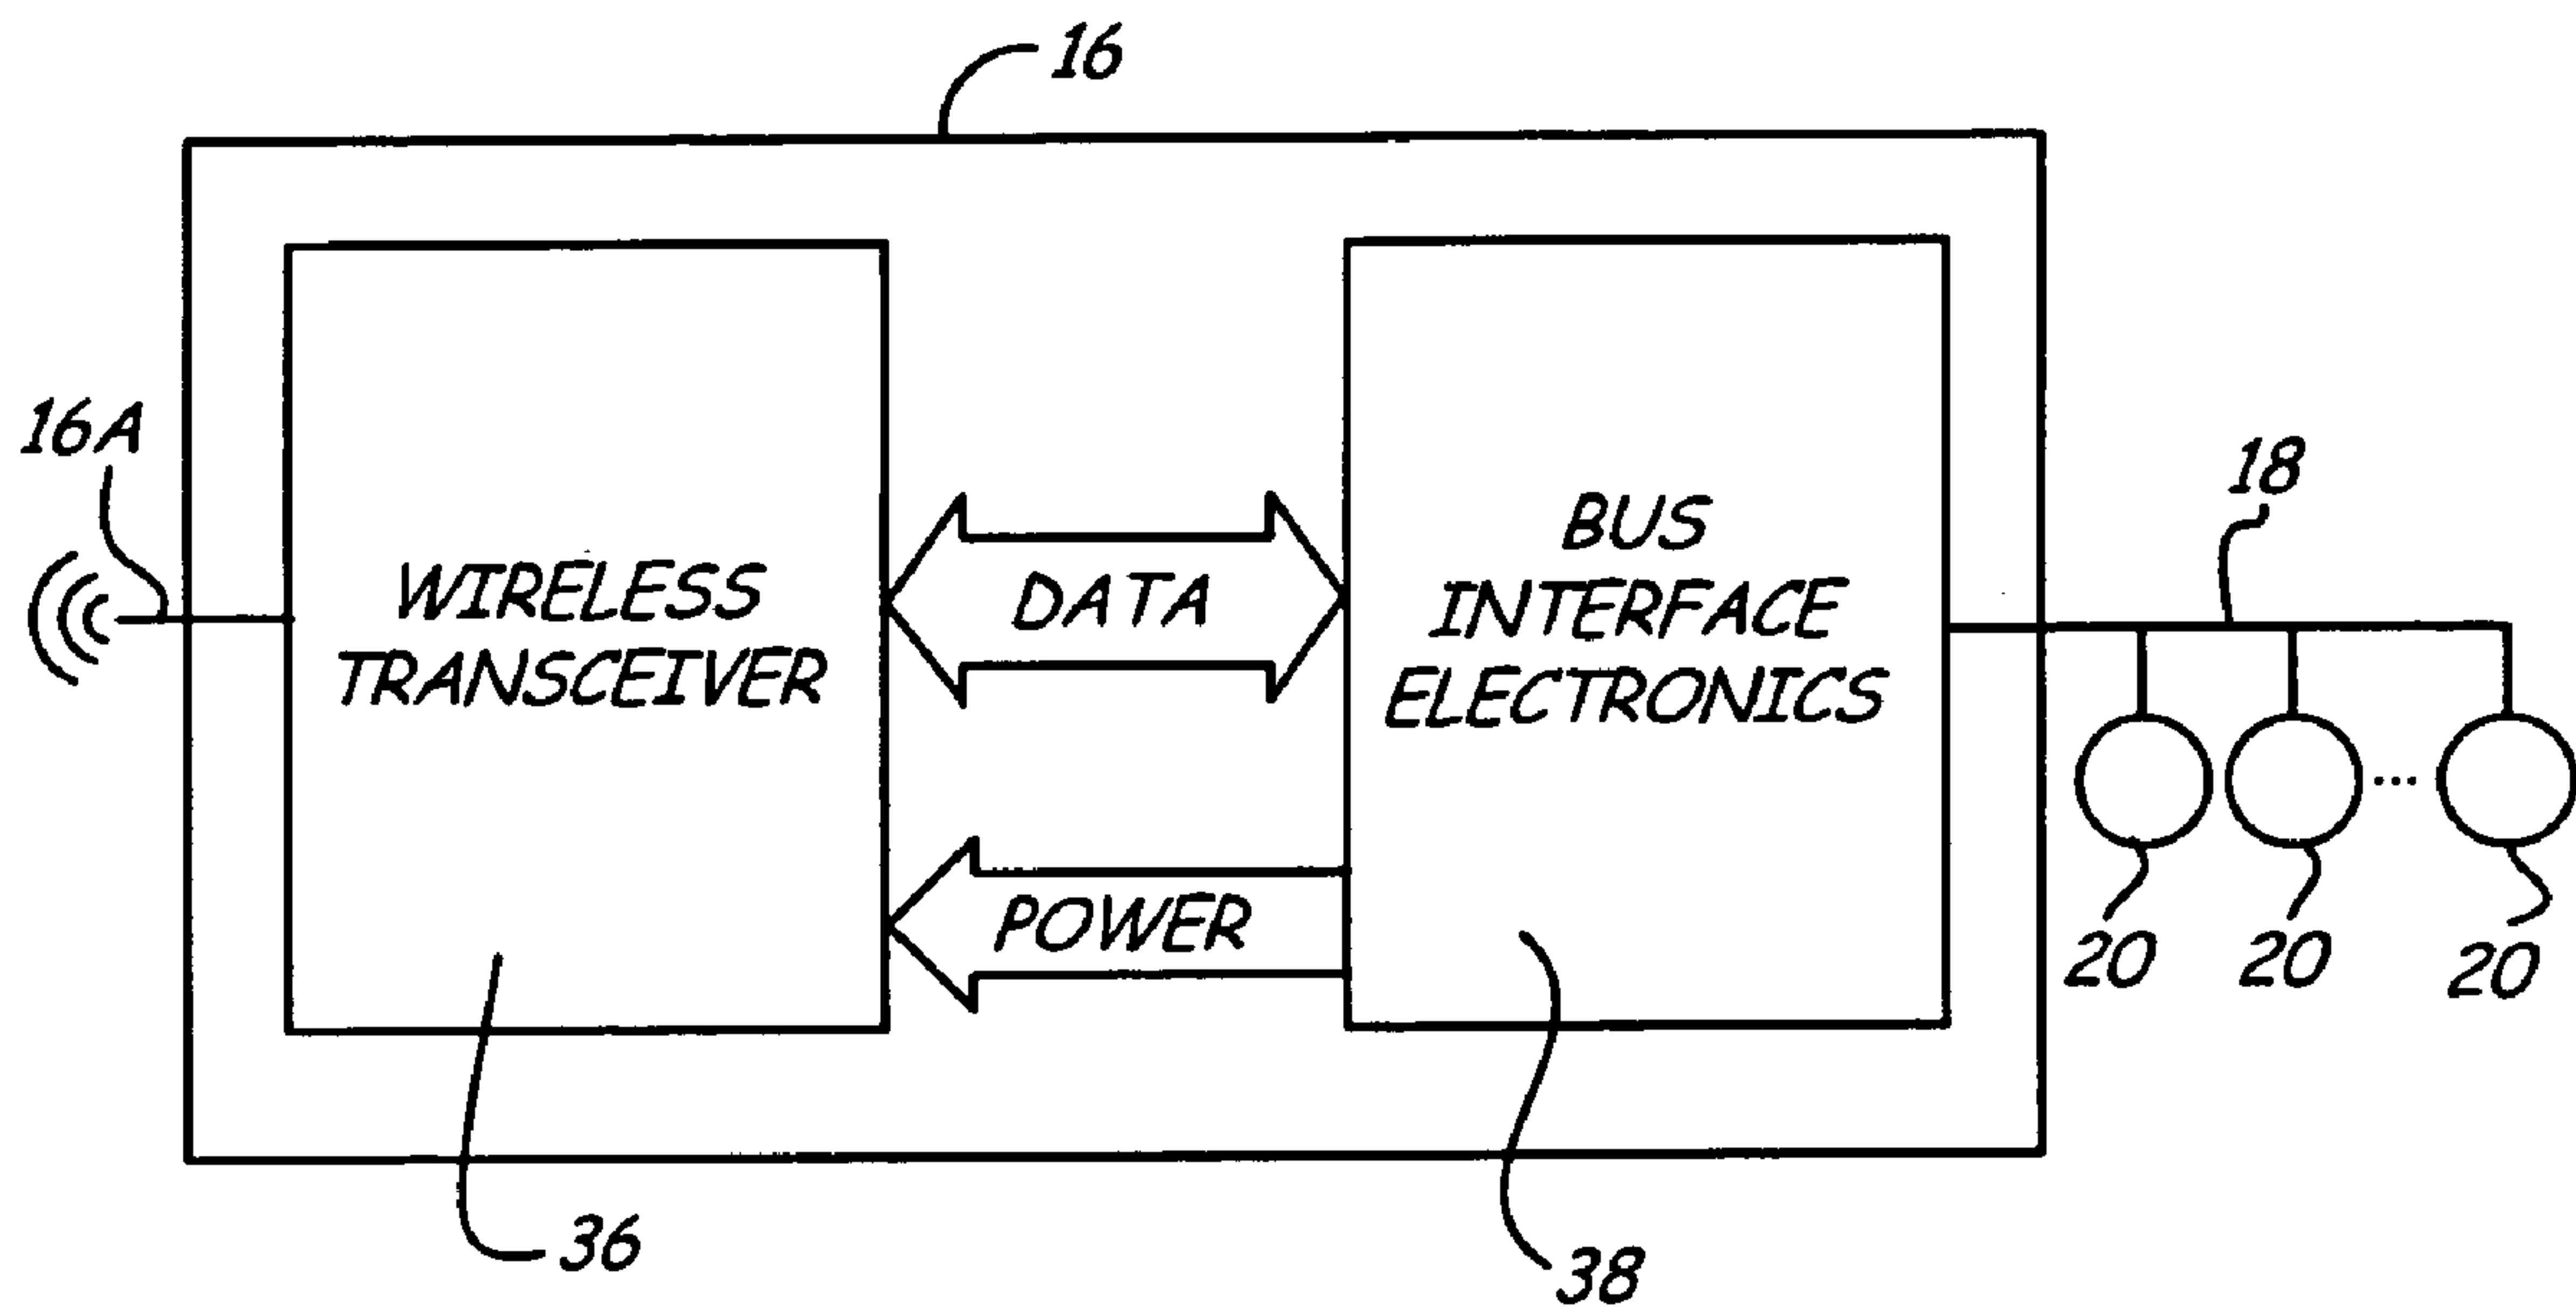 16
16A
18
WIRELESS
TRANSCEIVER
DATA
BUS
INTERFACE
ELECTRONICS
POWER
20
20
...
20
36
38